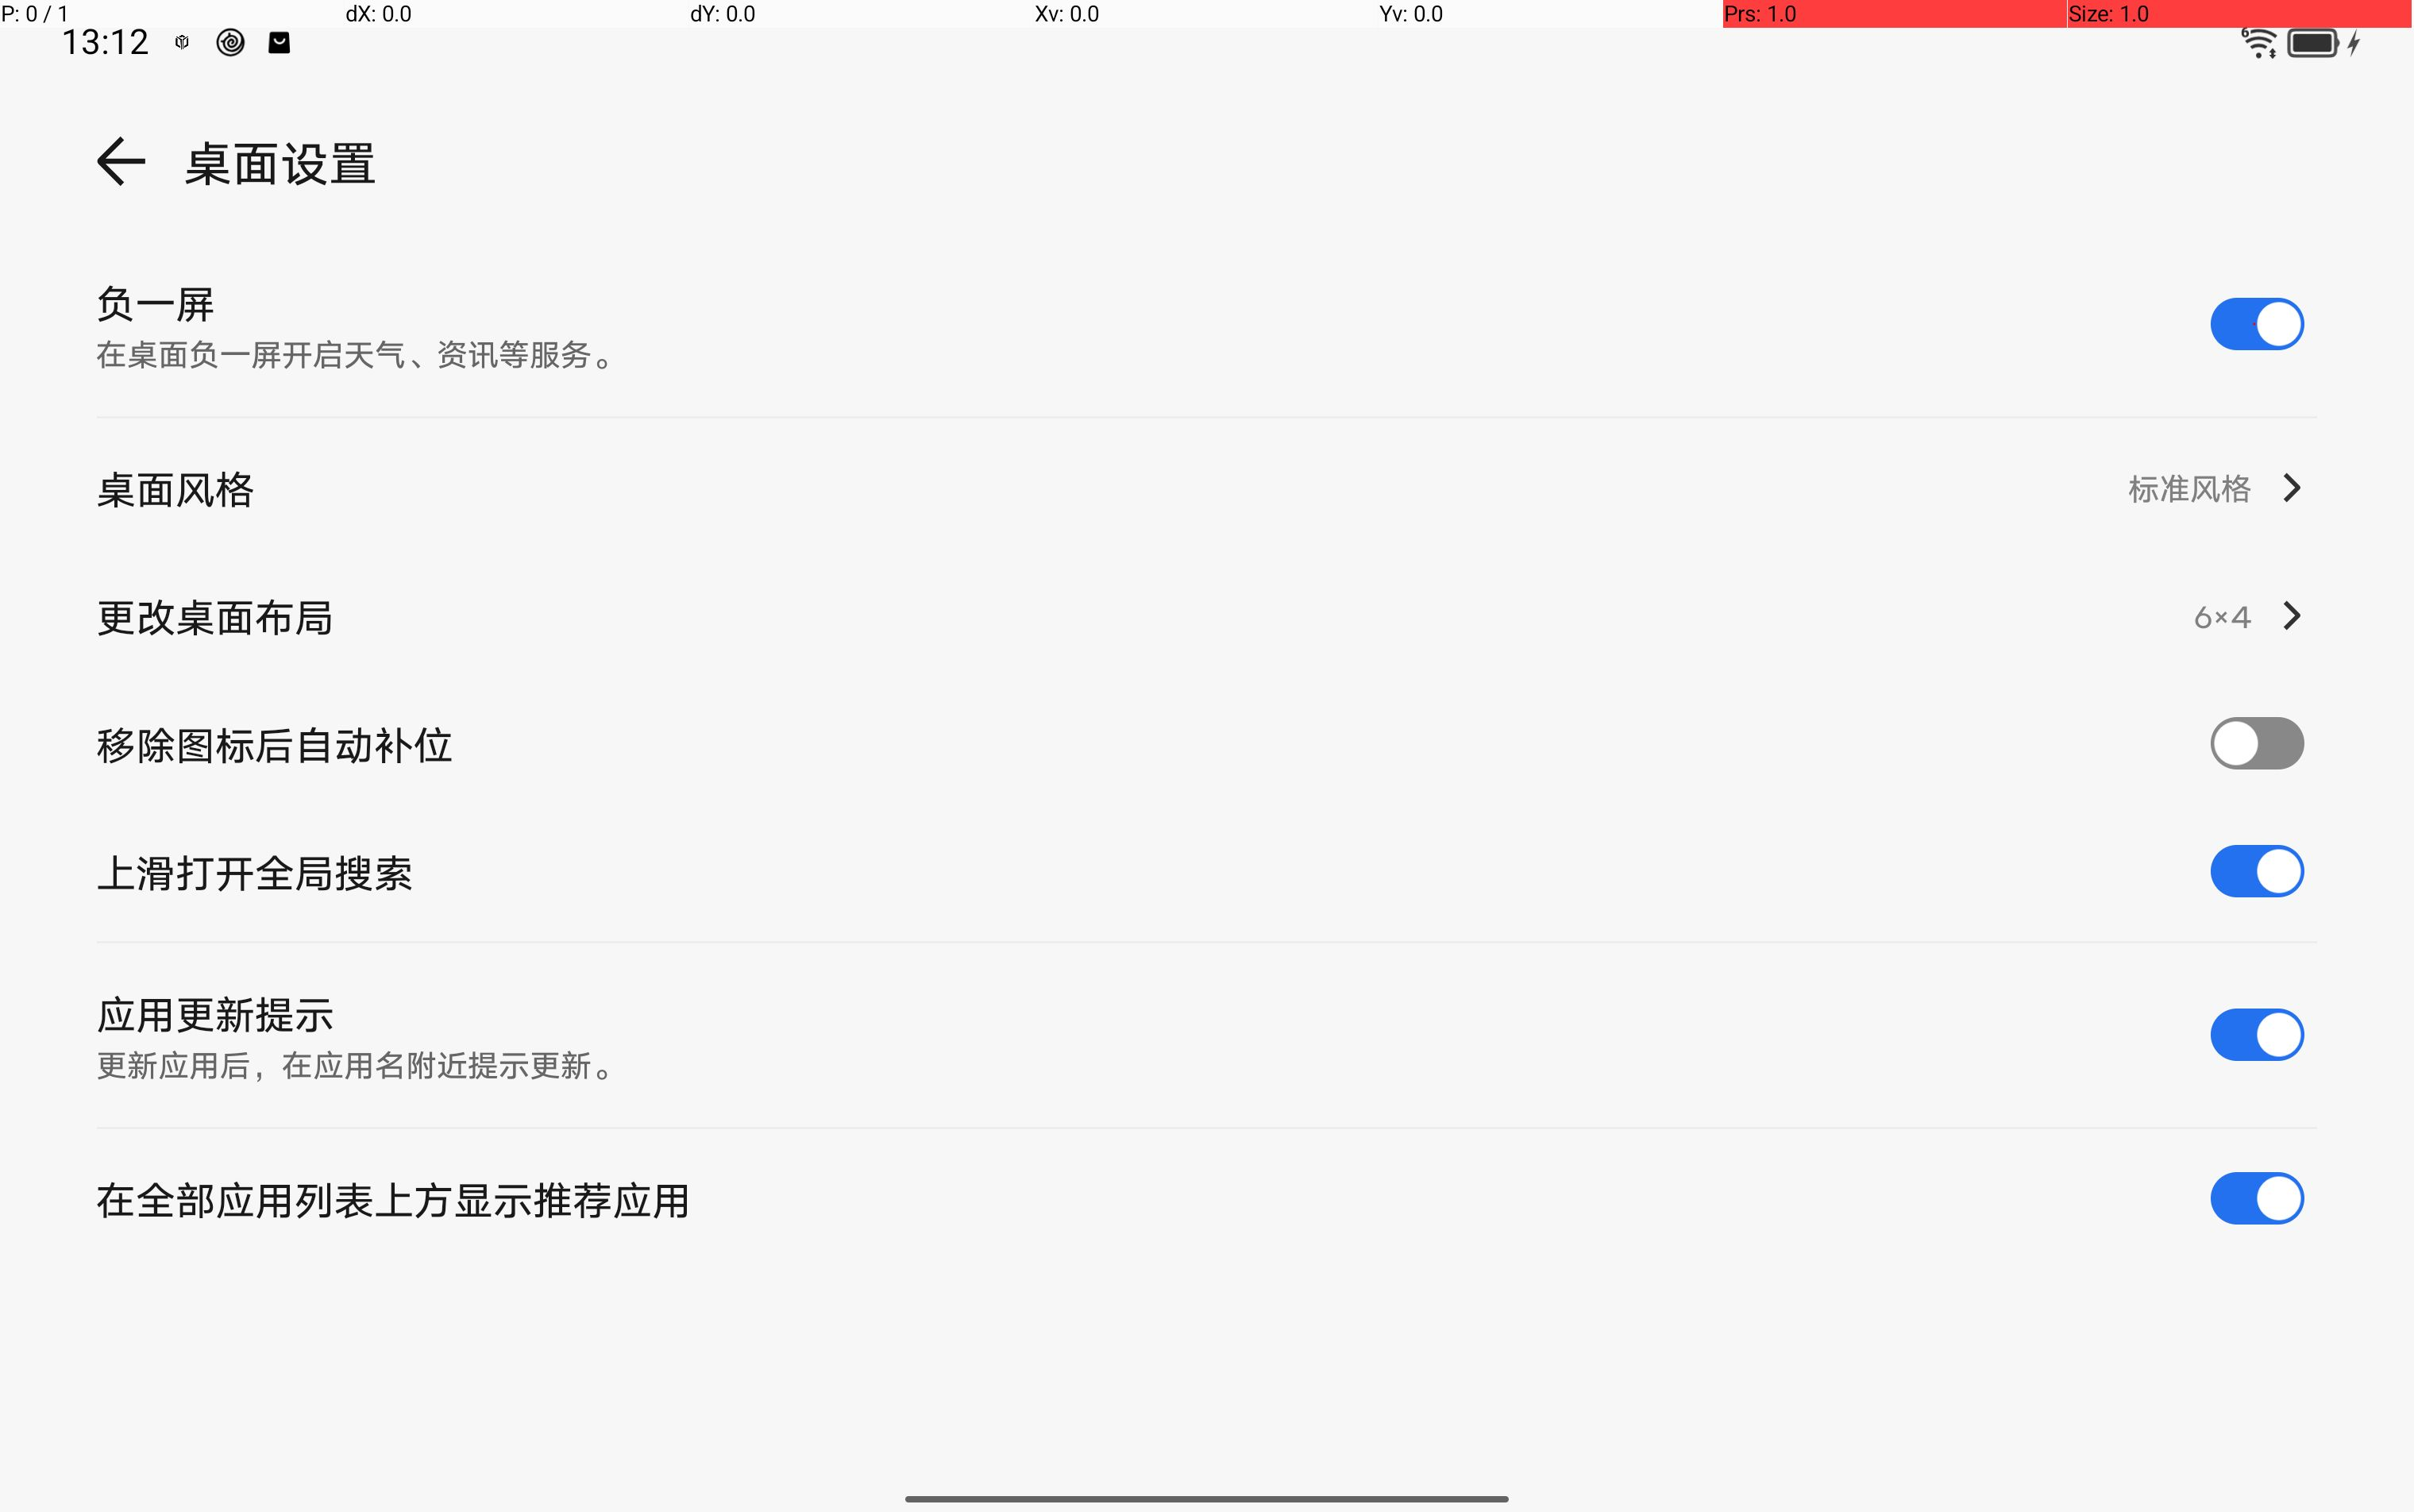 P: 0 / 1 dX: 0.0 dY: 0.0 Xv: 0.0 Yv: 0.0 Prs: 1.0 Size: 1.0
13:12 6
桌面设置
负一屏
在桌面负一屏开启天气、资讯等服务。
桌面风格 标准风格
更改桌面布局 6×4
移除图标后自动补位
上滑打开全局搜索
应用更新提示
更新应用后，在应用名附近提示更新。
在全部应用列表上方显示推荐应用